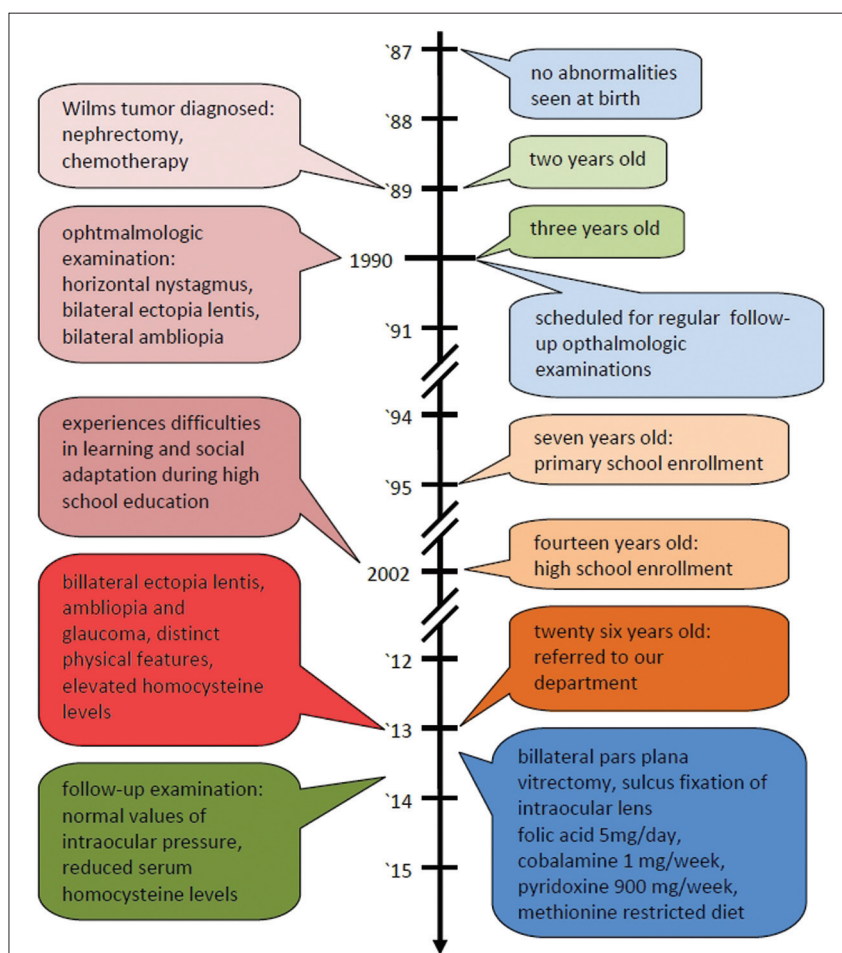 `87
no abnormalities
seen at birth
Wilms tumor diagnosed:
nephrectomy,
chemotherapy
`88
two years old
`89
ophtmalmologic
examination:
horizontal nystagmus,
bilateral ectopia lentis,
bilateral ambliopia
three years old
1990
scheduled for regular follow-
up opthalmologic
examinations
`91
experiences difficulties
in learning and social
adaptation during high
school education
`94
seven years old:
primary school enrollment
`95
fourteen years old:
high school enrollment
2002
billateral ectopia lentis,
ambliopia and
glaucoma, distinct
physical features,
elevated homocysteine
levels
twenty six years old:
referred to our
department
`12
`13
follow-up examination:
normal values of
intraocular pressure,
reduced serum
homocysteine levels
billateral pars plana
vitrectomy, sulcus fixation of
intraocular lens
folic acid 5mg/day,
cobalamine 1 mg/week,
pyridoxine 900 mg/week,
methionine restricted diet
`14
`15